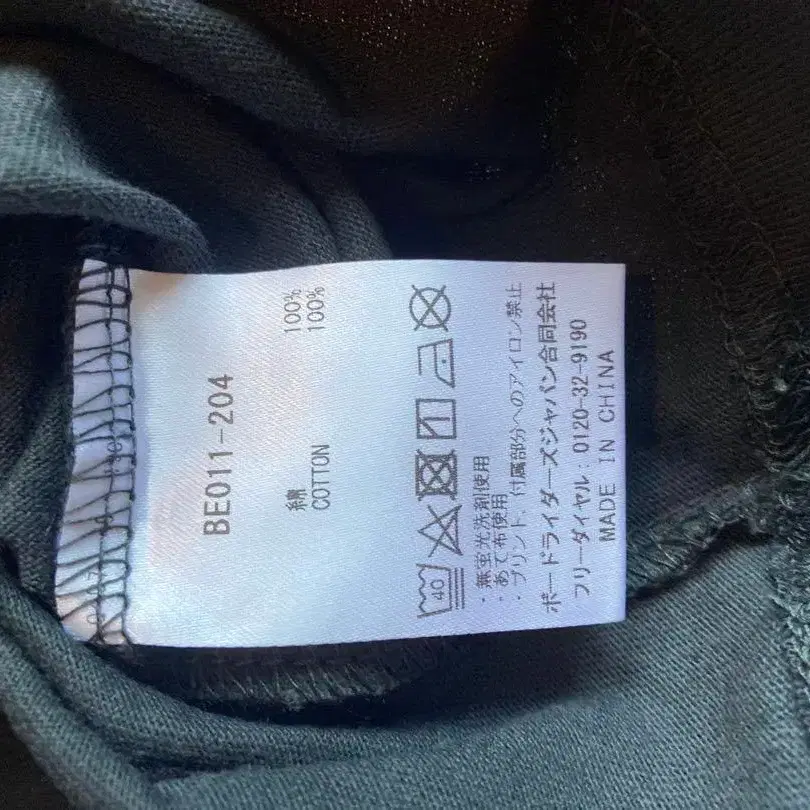 BE011-204
綿 100%
COTTON 100%
40
・無蛍光洗剤使用
・あて布使用
・プリント、付属部分へのアイロン禁止
ボードライダーズジャパン合同会社
フリーダイヤル：0120-32-9190
MADE IN CHINA